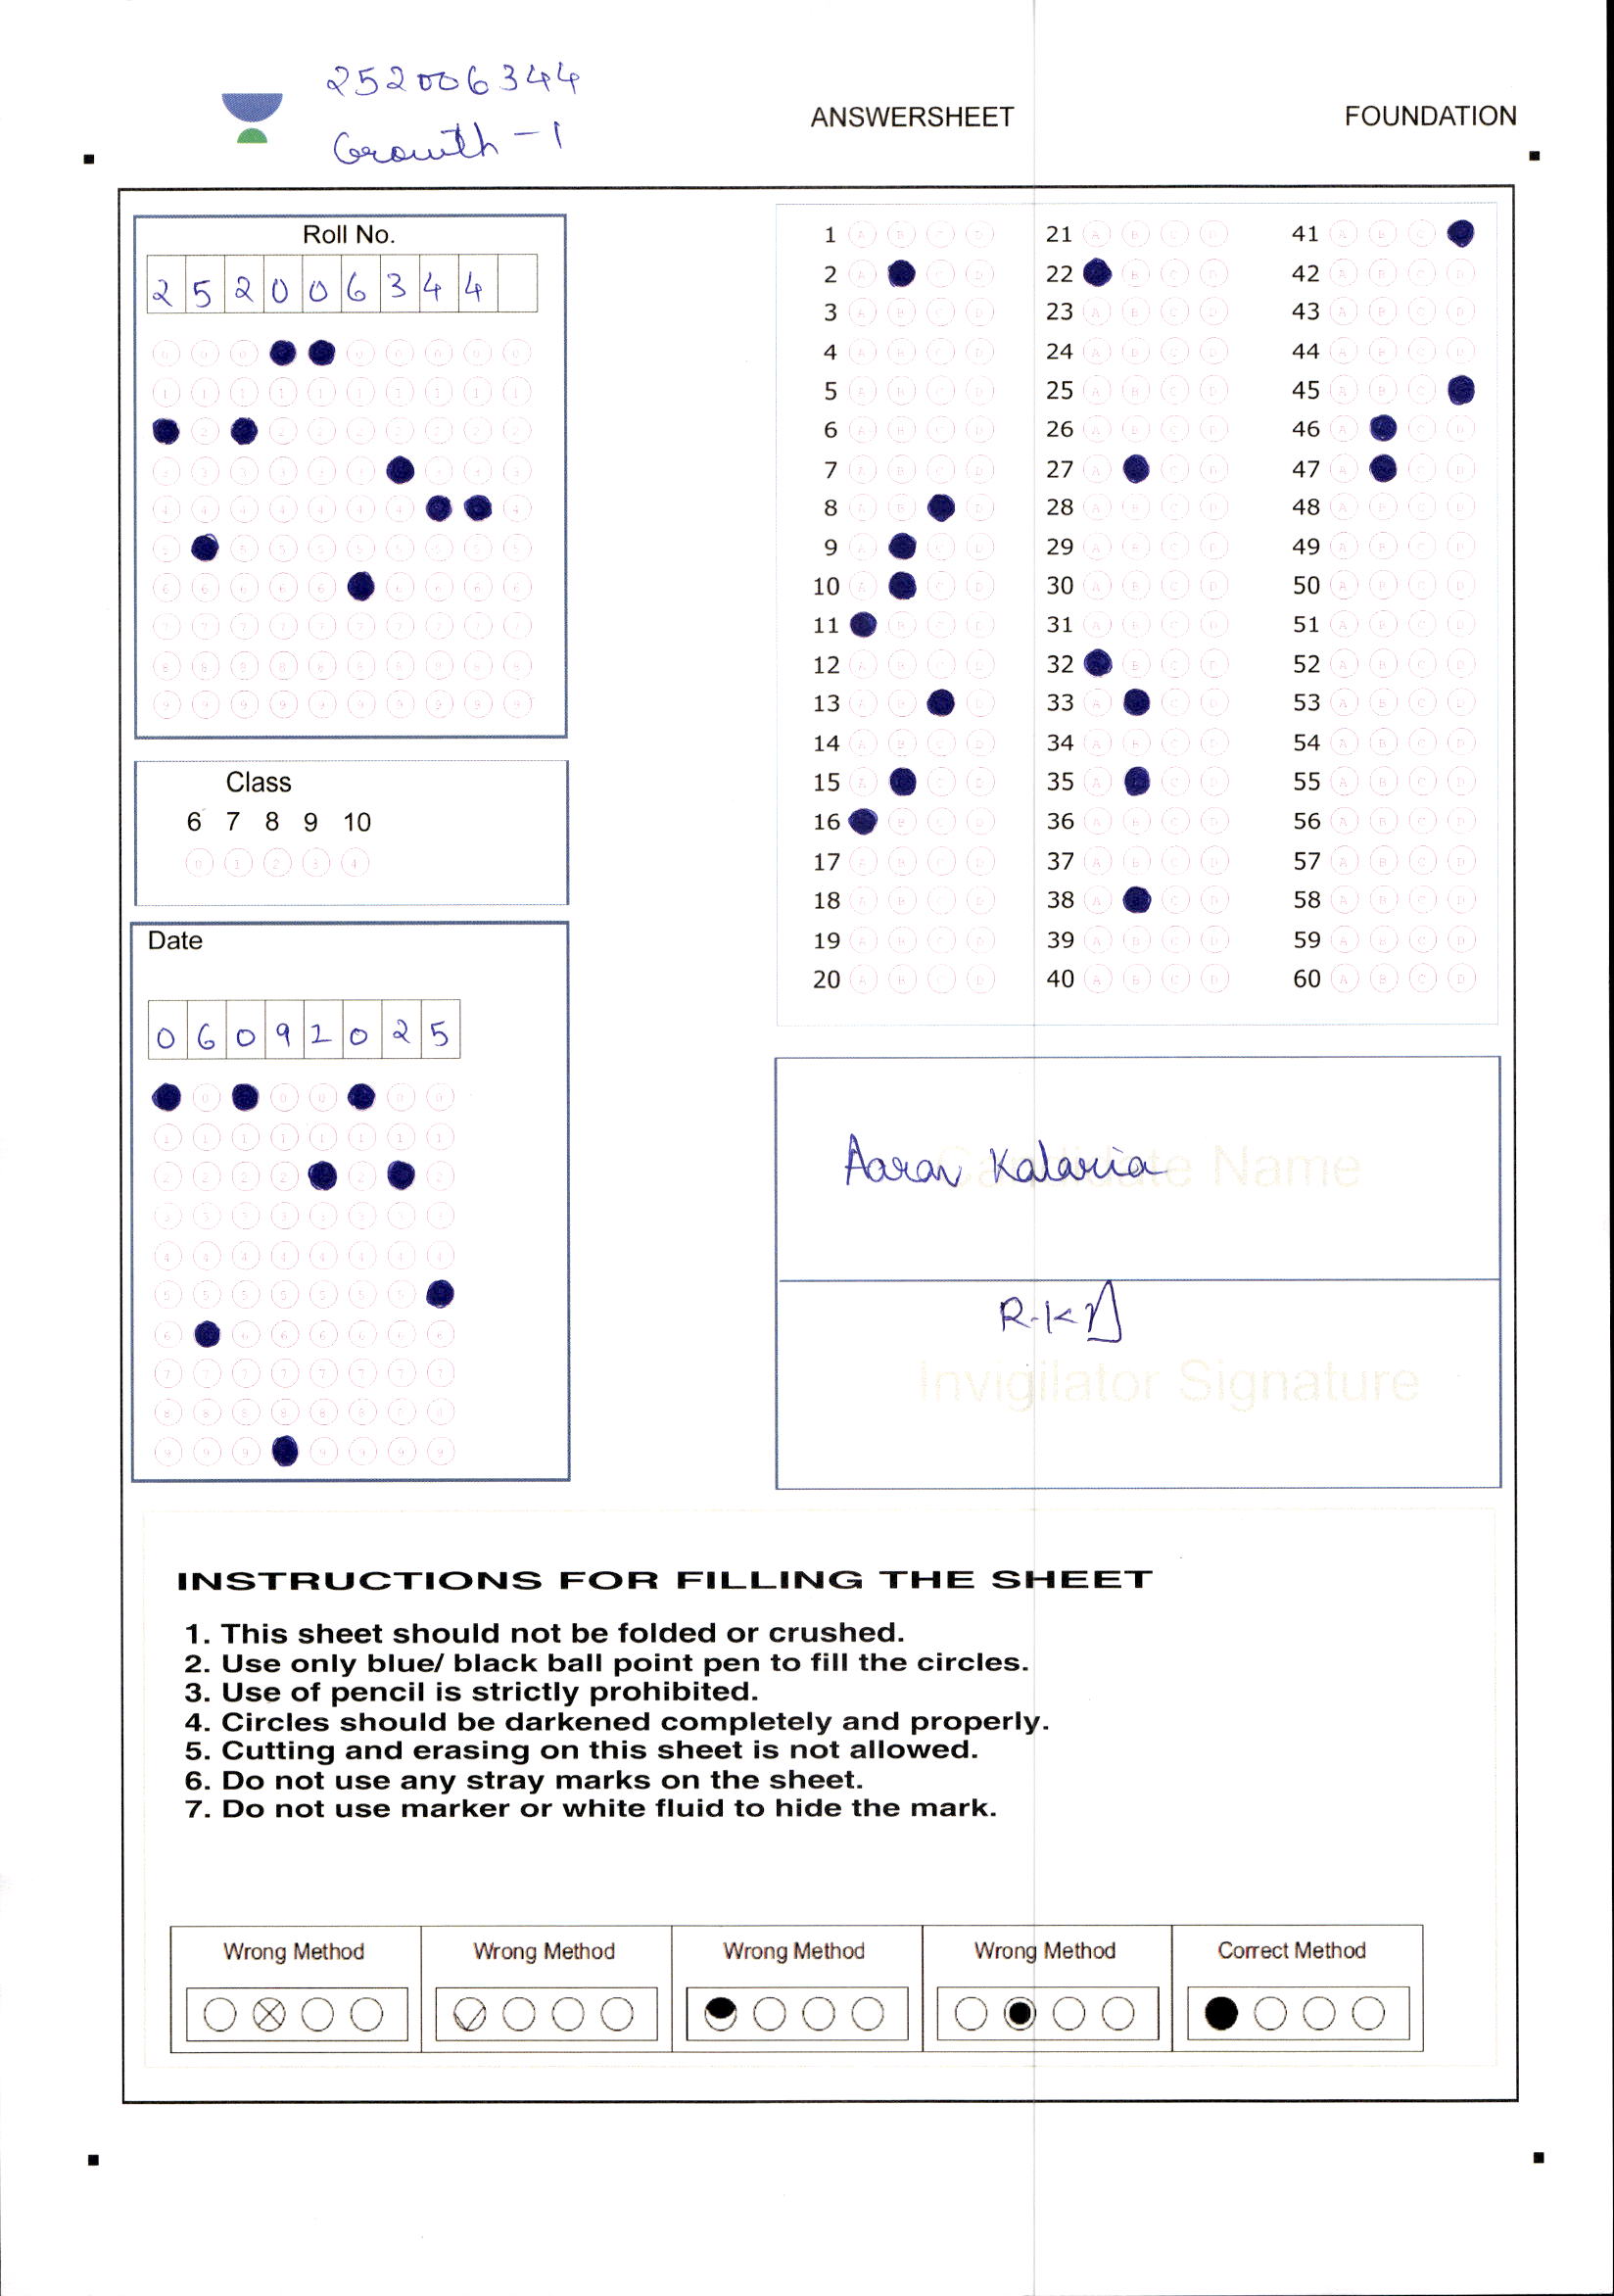 252006344
Growth - 1
ANSWERSHEET
FOUNDATION
Roll No.
2 5 2 0 0 6 3 4 4
Class
6 7 8 9 10
0 1 2 3 4
Date
0 6 0 9 2 0 2 5
1 A B C D
2 A C D
3 A B C D
4 A B C D
5 A B C D
6 A B C D
7 A B C D
8 A B D
9 A C D
10 A C D
11 B C D
12 A B C D
13 A B D
14 A B C D
15 A C D
16 B C D
17 A B C D
18 A B C D
19 A B C D
20 A B C D
21 A B C D
22 B C D
23 A B C D
24 A B C D
25 A B C D
26 A B C D
27 A C D
28 A B C D
29 A B C D
30 A B C D
31 A B C D
32 B C D
33 A C D
34 A B C D
35 A C D
36 A B C D
37 A B C D
38 A C D
39 A B C D
40 A B C D
41 A B C
42 A B C D
43 A B C D
44 A B C D
45 A B C
46 A C D
47 A C D
48 A B C D
49 A B C D
50 A B C D
51 A B C D
52 A B C D
53 A B C D
54 A B C D
55 A B C D
56 A B C D
57 A B C D
58 A B C D
59 A B C D
60 A B C D
Candidate Name
Aarav Kalaria
Invigilator Signature
INSTRUCTIONS FOR FILLING THE SHEET
1. This sheet should not be folded or crushed.
2. Use only blue/ black ball point pen to fill the circles.
3. Use of pencil is strictly prohibited.
4. Circles should be darkened completely and properly.
5. Cutting and erasing on this sheet is not allowed.
6. Do not use any stray marks on the sheet.
7. Do not use marker or white fluid to hide the mark.
Wrong Method
Wrong Method
Wrong Method
Wrong Method
Correct Method